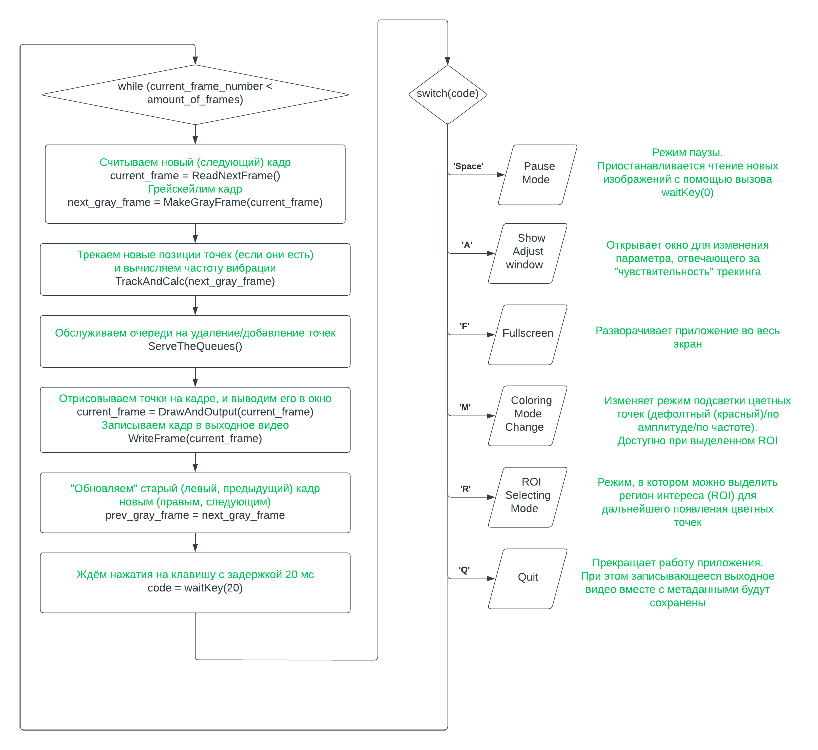 while (current_frame_number <
amount_of_frames)
Считываем новый (следующий) кадр
current_frame = ReadNextFrame()
Грейскейлим кадр
next_gray_frame = MakeGrayFrame(current_frame)
Трекаем новые позиции точек (если они есть)
и вычисляем частоту вибрации
TrackAndCalc(next_gray_frame)
Обслуживаем очереди на удаление/добавление точек
ServeTheQueues()
Отрисовываем точки на кадре, и выводим его в окно
current_frame = DrawAndOutput(current_frame)
Записываем кадр в выходное видео
WriteFrame(current_frame)
"Обновляем" старый (левый, предыдущий) кадр
новым (правым, следующим)
prev_gray_frame = next_gray_frame
Ждём нажатия на клавишу с задержкой 20 мс
code = waitKey(20)
switch(code)
'Space'
Pause
Mode
Режим паузы.
Приостанавливается чтение новых
изображений с помощью вызова
waitKey(0)
'A'
Show
Adjust
window
Открывает окно для изменения
параметра, отвечающего за
"чувствительность" трекинга
'F'
Fullscreen
Разворачивает приложение во весь
экран
'M'
Coloring
Mode
Change
Изменяет режим подсветки цветных
точек (дефолтный (красный)/по
амплитуде/по частоте).
Доступно при выделенном ROI
'R'
ROI
Selecting
Mode
Режим, в котором можно выделить
регион интереса (ROI) для
дальнейшего появления цветных
точек
'Q'
Quit
Прекращает работу приложения.
При этом записывающееся выходное
видео вместе с метаданными будут
сохранены